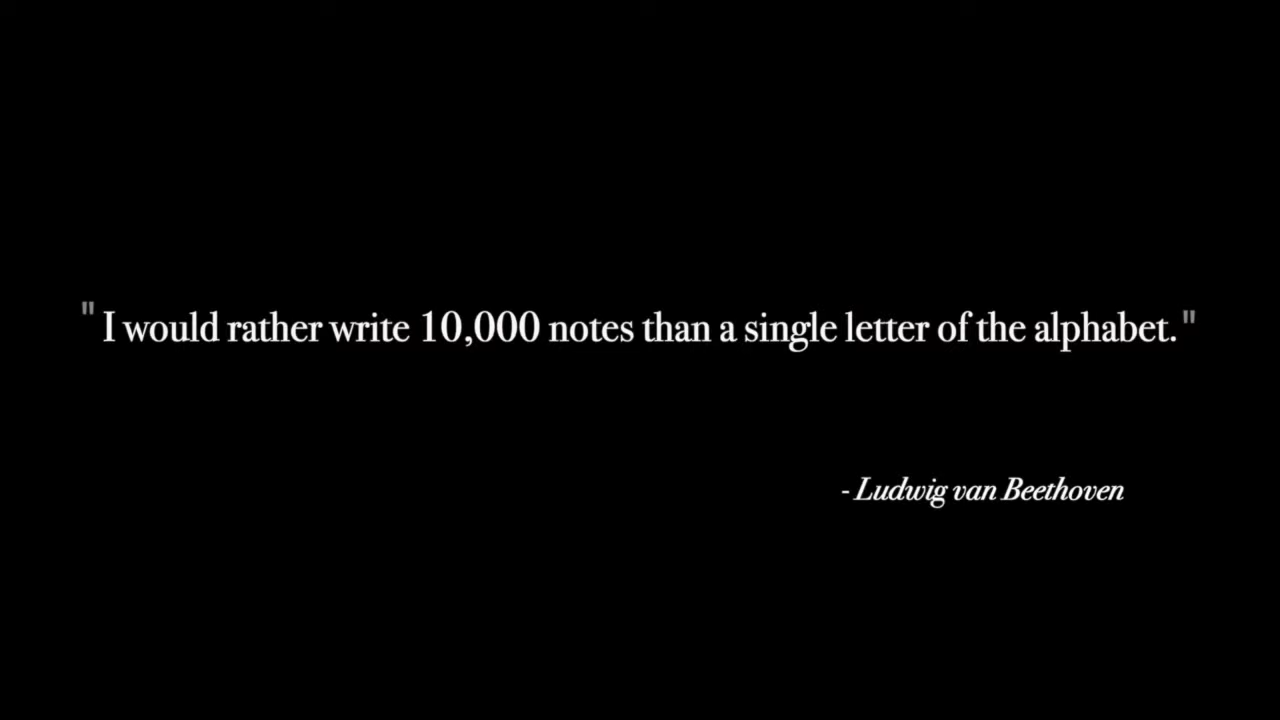 " I would rather write 10,000 notes than a single letter of the alphabet. "
- Ludwig van Beethoven